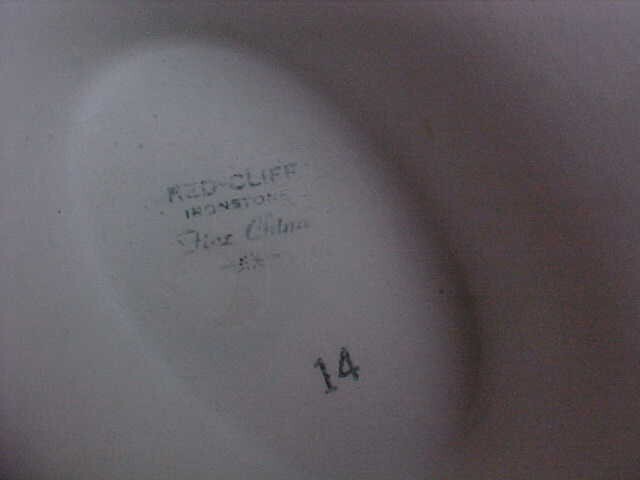 RED-CLIFF
IRONSTONE
Fine China
14